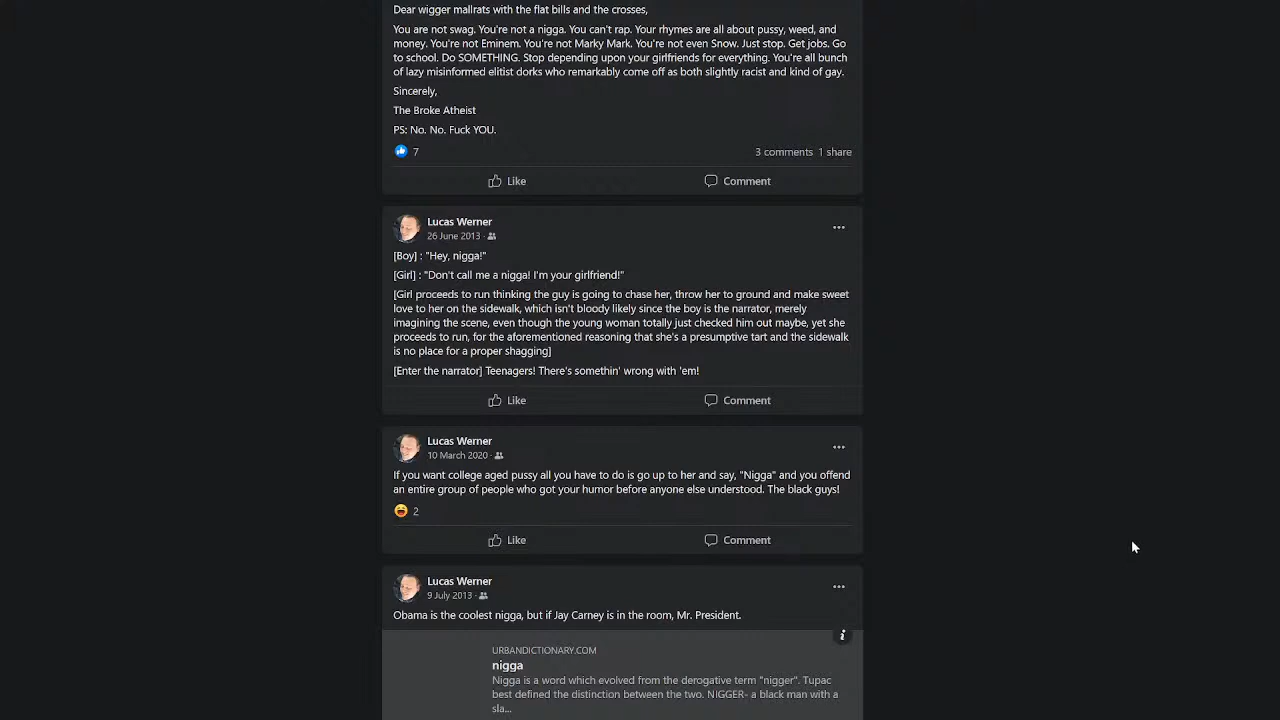 Dear wigger mallrats with the flat bills and the crosses,
You are not swag. You're not a nigga. You can't rap. Your rhymes are all about pussy, weed, and
money. You're not Eminem. You're not Marky Mark. You're not even Snow. Just stop. Get jobs. Go
to school. Do SOMETHING. Stop depending upon your girlfriends for everything. You're all bunch
of lazy misinformed elitist dorks who remarkably come off as both slightly racist and kind of gay.
Sincerely,
The Broke Atheist
PS: No. No. Fuck YOU.
7 3 comments 1 share
Like Comment
Lucas Werner
26 June 2013
[Boy] : "Hey, nigga!"
[Girl] : "Don't call me a nigga! I'm your girlfriend!"
[Girl proceeds to run thinking the guy is going to chase her, throw her to ground and make sweet
love to her on the sidewalk, which isn't bloody likely since the boy is the narrator, merely
imagining the scene, even though the young woman totally just checked him out maybe, yet she
proceeds to run, for the aforementioned reasoning that she's a presumptive tart and the sidewalk
is no place for a proper shagging]
[Enter the narrator] Teenagers! There's somethin' wrong with 'em!
Like Comment
Lucas Werner
10 March 2020
If you want college aged pussy all you have to do is go up to her and say, "Nigga" and you offend
an entire group of people who got your humor before anyone else understood. The black guys!
2
Like Comment
Lucas Werner
9 July 2013
Obama is the coolest nigga, but if Jay Carney is in the room, Mr. President.
URBANDICTIONARY.COM
nigga
Nigga is a word which evolved from the derogative term "nigger". Tupac
best defined the distinction between the two. NIGGER- a black man with a
sla...